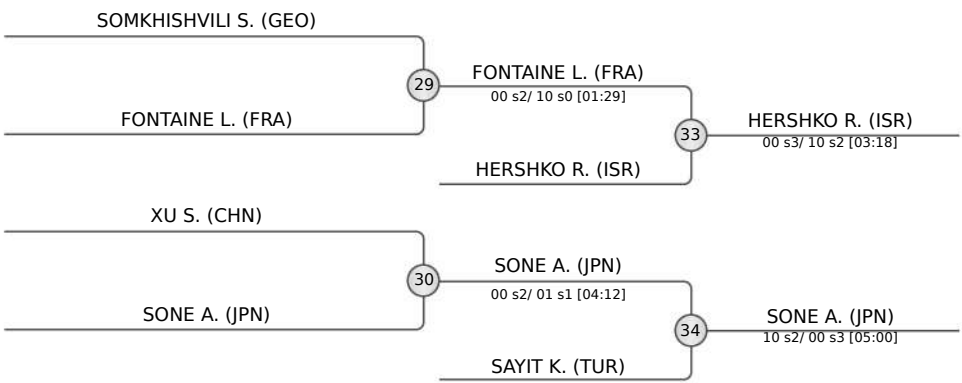 SOMKHISHVILI S. (GEO)
29
FONTAINE L. (FRA)
00 s2/ 10 s0 [01:29]
FONTAINE L. (FRA)
33
HERSHKO R. (ISR)
00 s3/ 10 s2 [03:18]
HERSHKO R. (ISR)
XU S. (CHN)
30
SONE A. (JPN)
00 s2/ 01 s1 [04:12]
SONE A. (JPN)
34
SONE A. (JPN)
10 s2/ 00 s3 [05:00]
SAYIT K. (TUR)